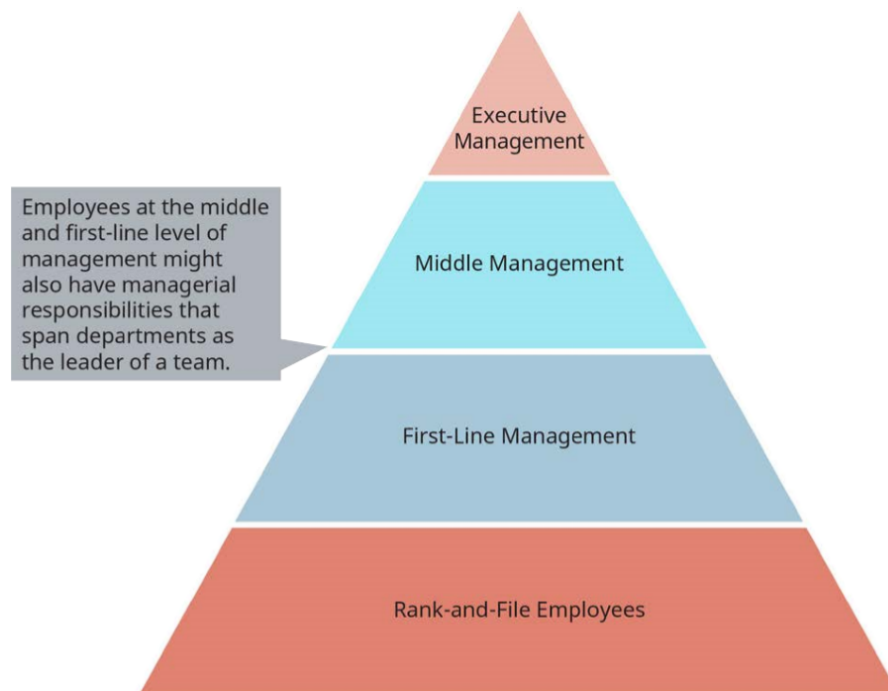 Executive
Management
Employees at the middle
and first-line level of
management might
also have managerial
responsibilities that
span departments as
the leader of a team.
Middle Management
First-Line Management
Rank-and-File Employees